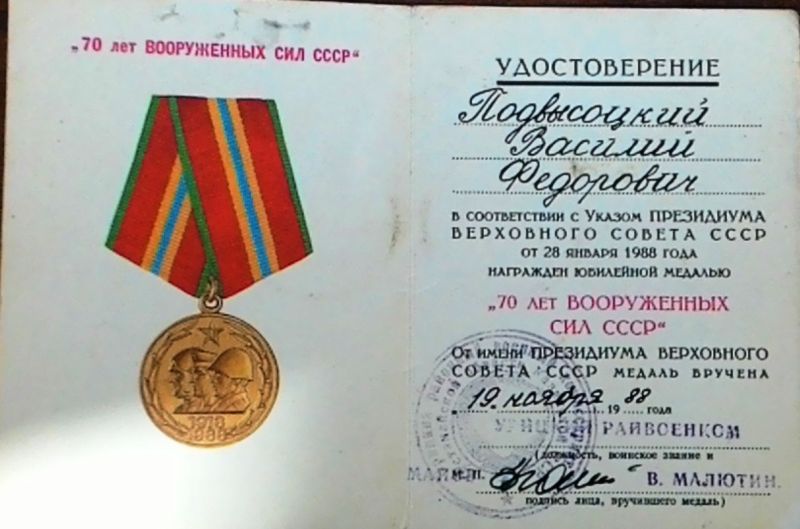 „70 лет ВООРУЖЕННЫХ СИЛ СССР“
1918
1988
УДОСТОВЕРЕНИЕ
Подвысоцкий
Василий
Федорович
в соответствии с Указом ПРЕЗИДИУМА
ВЕРХОВНОГО СОВЕТА СССР
от 28 января 1988 года
награжден юбилейной медалью
„70 лет ВООРУЖЕННЫХ
СИЛ СССР“
От имени ПРЕЗИДИУМА ВЕРХОВНОГО
СОВЕТА СССР медаль вручена
19 ноября 1988 года
РАЙВОЕНКОМ
(должность, воинское звание и
М.П. В. МАЛЮТИН.
подпись лица, вручившего медаль)